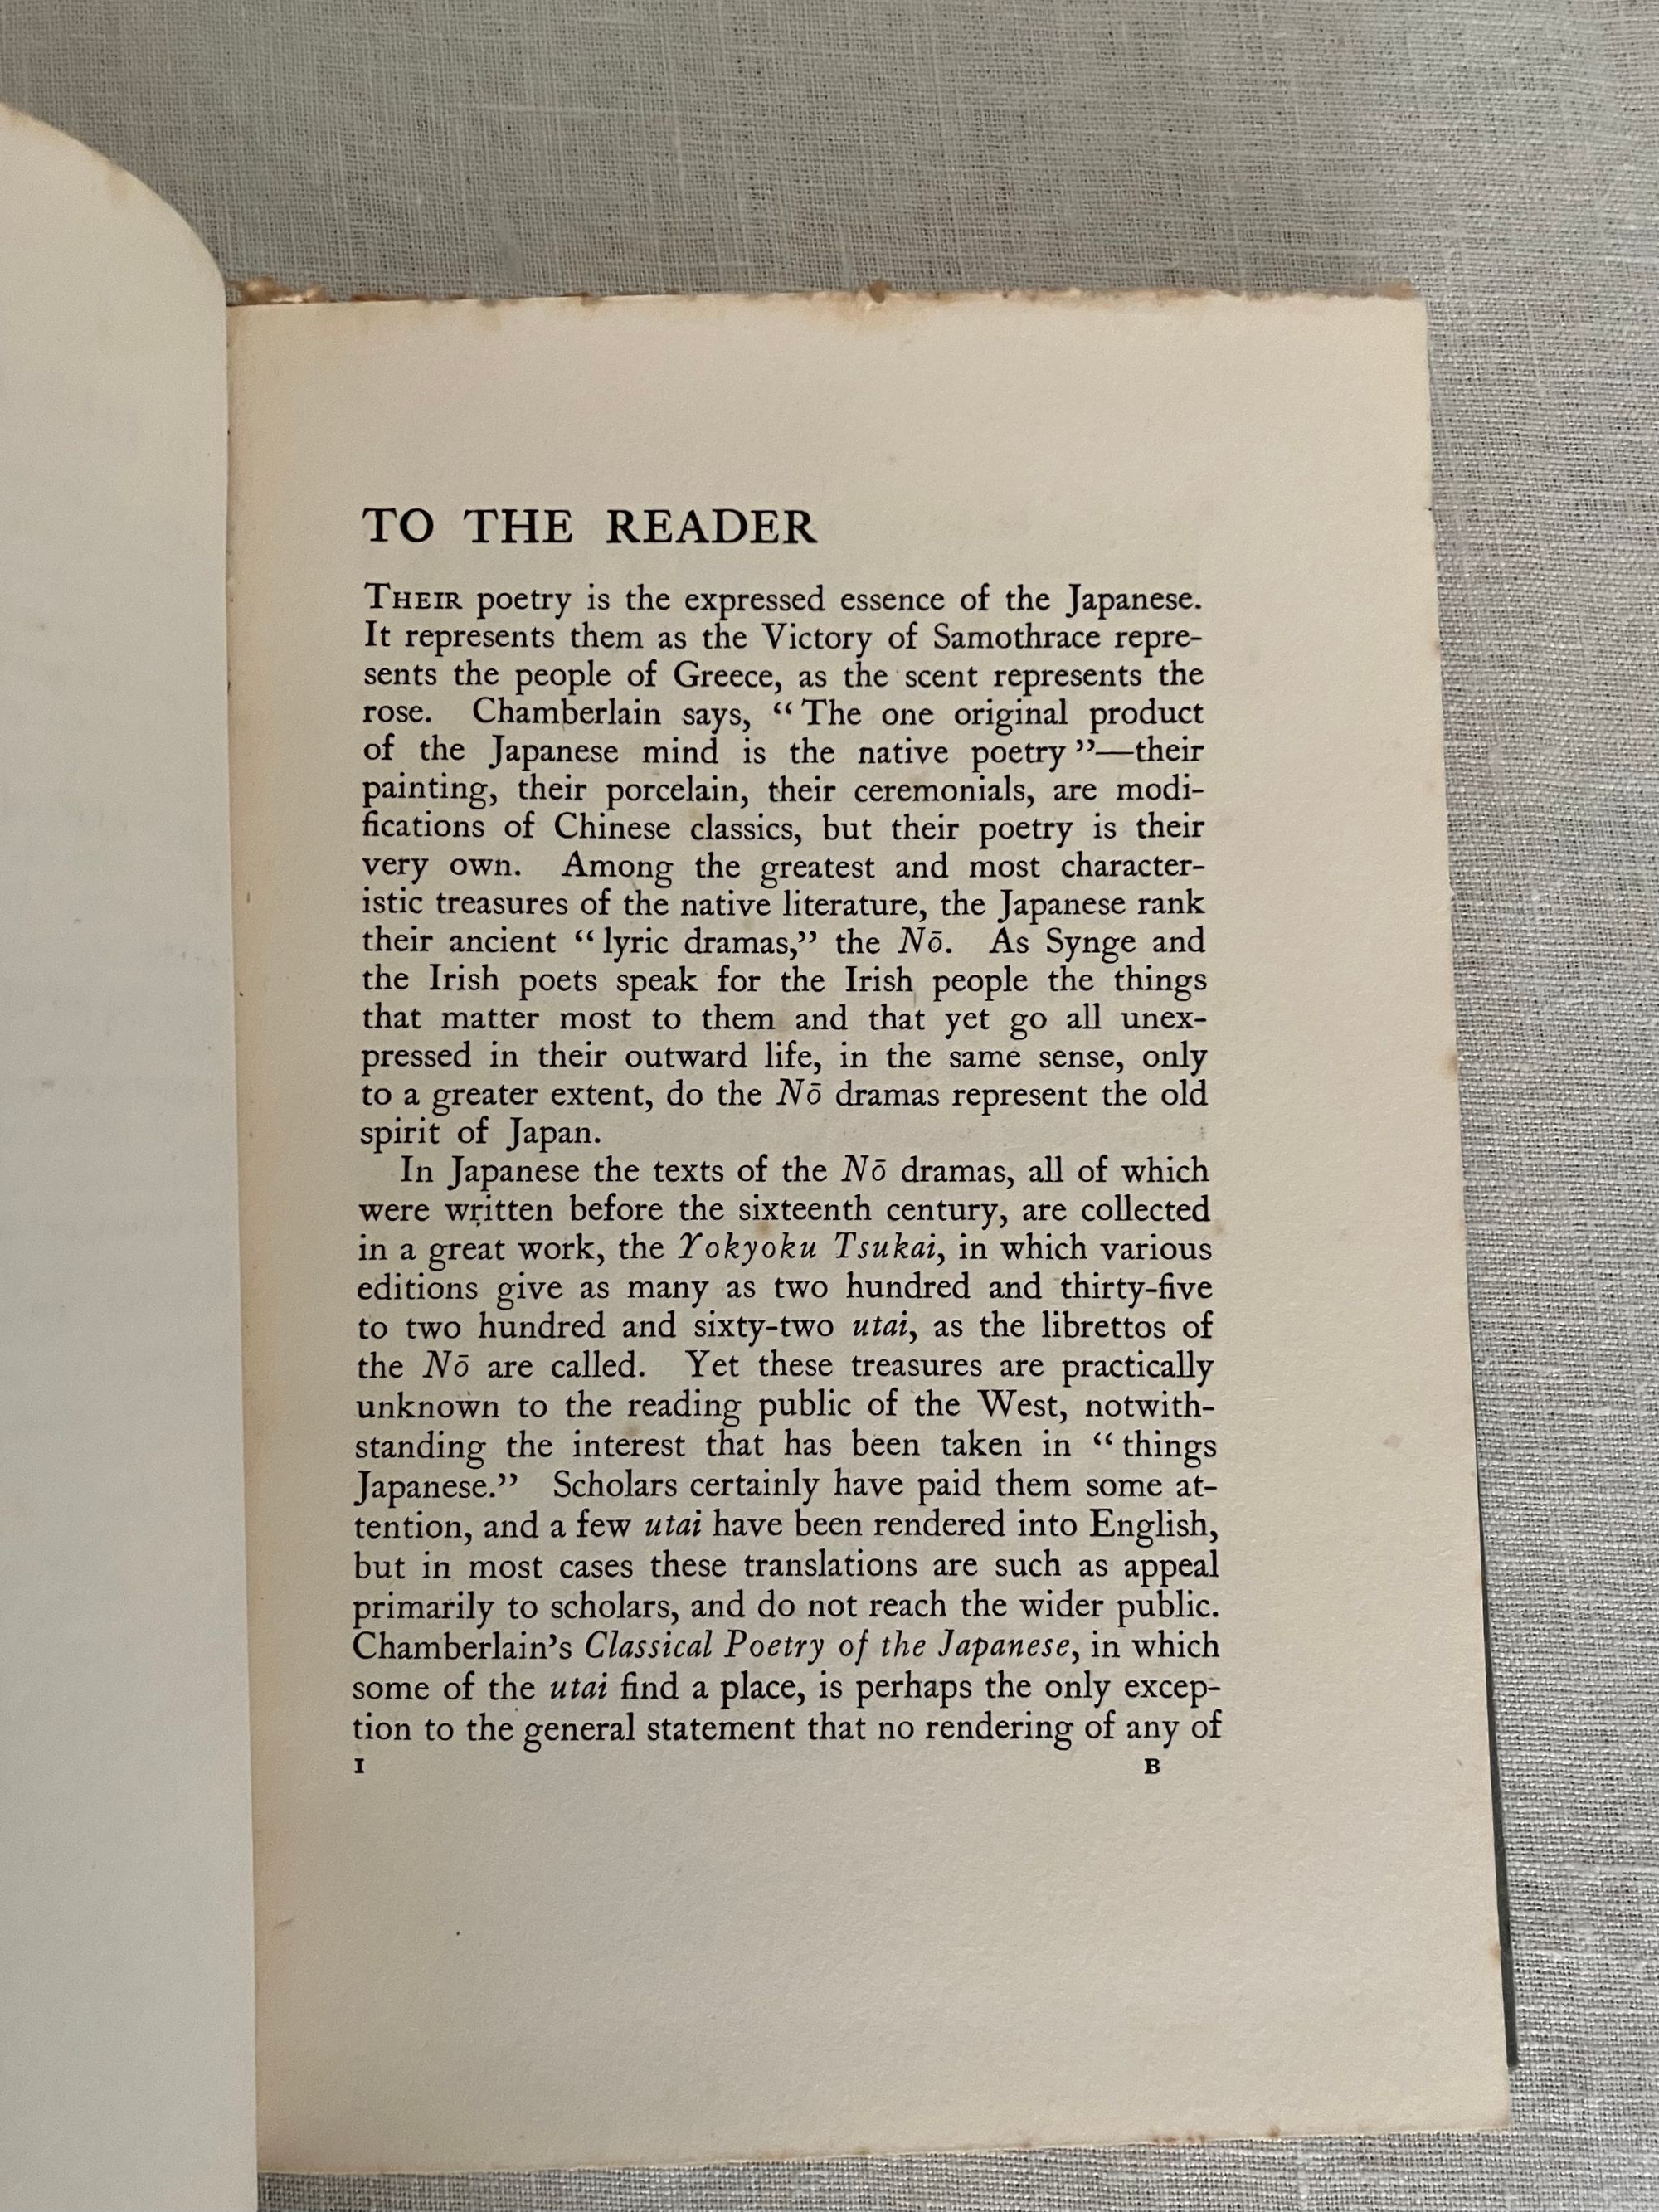 TO THE READER
THEIR poetry is the expressed essence of the Japanese.
It represents them as the Victory of Samothrace repre-
sents the people of Greece, as the scent represents the
rose. Chamberlain says, “The one original product
of the Japanese mind is the native poetry”—their
painting, their porcelain, their ceremonials, are modi-
fications of Chinese classics, but their poetry is their
very own. Among the greatest and most character-
istic treasures of the native literature, the Japanese rank
their ancient “lyric dramas,” the Nō. As Synge and
the Irish poets speak for the Irish people the things
that matter most to them and that yet go all unex-
pressed in their outward life, in the same sense, only
to a greater extent, do the Nō dramas represent the old
spirit of Japan.
In Japanese the texts of the Nō dramas, all of which
were written before the sixteenth century, are collected
in a great work, the Yokyoku Tsukai, in which various
editions give as many as two hundred and thirty-five
to two hundred and sixty-two utai, as the librettos of
the Nō are called. Yet these treasures are practically
unknown to the reading public of the West, notwith-
standing the interest that has been taken in “things
Japanese.” Scholars certainly have paid them some at-
tention, and a few utai have been rendered into English,
but in most cases these translations are such as appeal
primarily to scholars, and do not reach the wider public.
Chamberlain’s Classical Poetry of the Japanese, in which
some of the utai find a place, is perhaps the only excep-
tion to the general statement that no rendering of any of
1 B